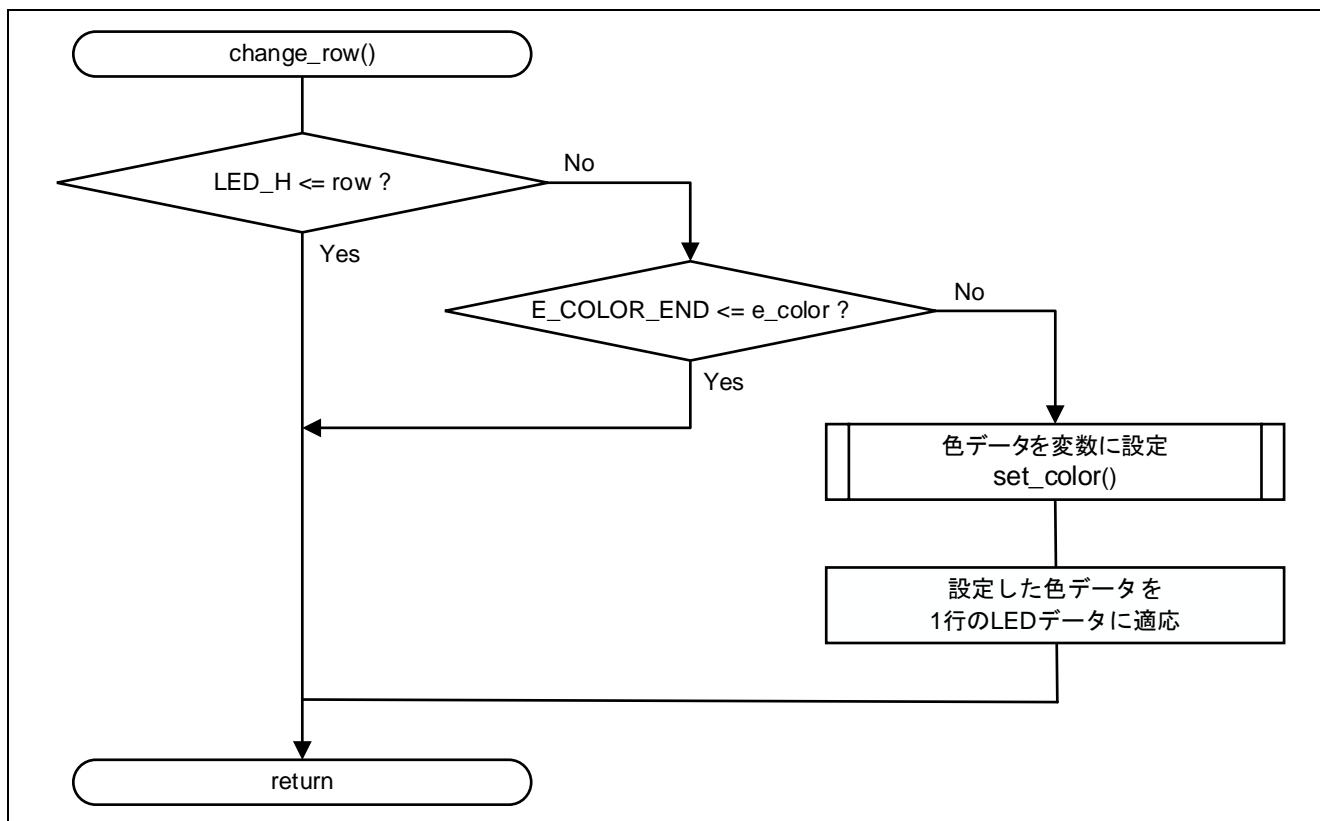 change_row()
LED_H <= row ?
No
Yes
E_COLOR_END <= e_color ?
No
Yes
色データを変数に設定
set_color()
設定した色データを
1行のLEDデータに適応
return